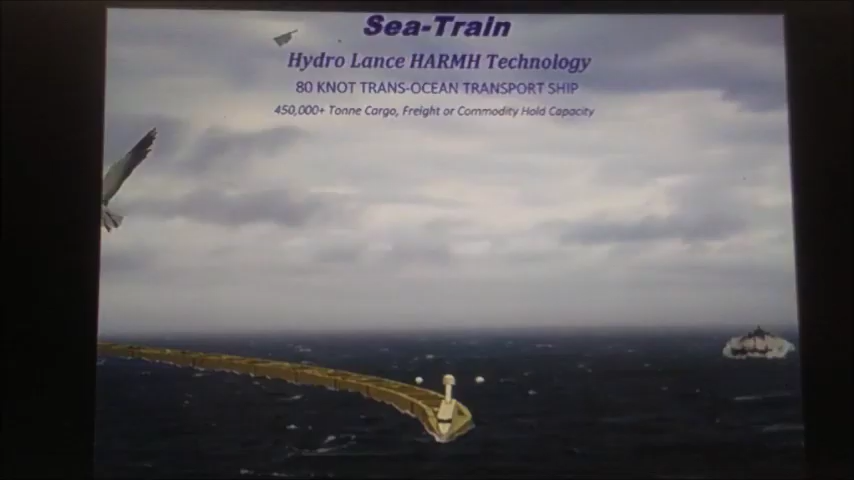 Sea-Train
Hydro Lance HARMH Technology
80 KNOT TRANS-OCEAN TRANSPORT SHIP
450,000+ Tonne Cargo, Freight or Commodity Hold Capacity